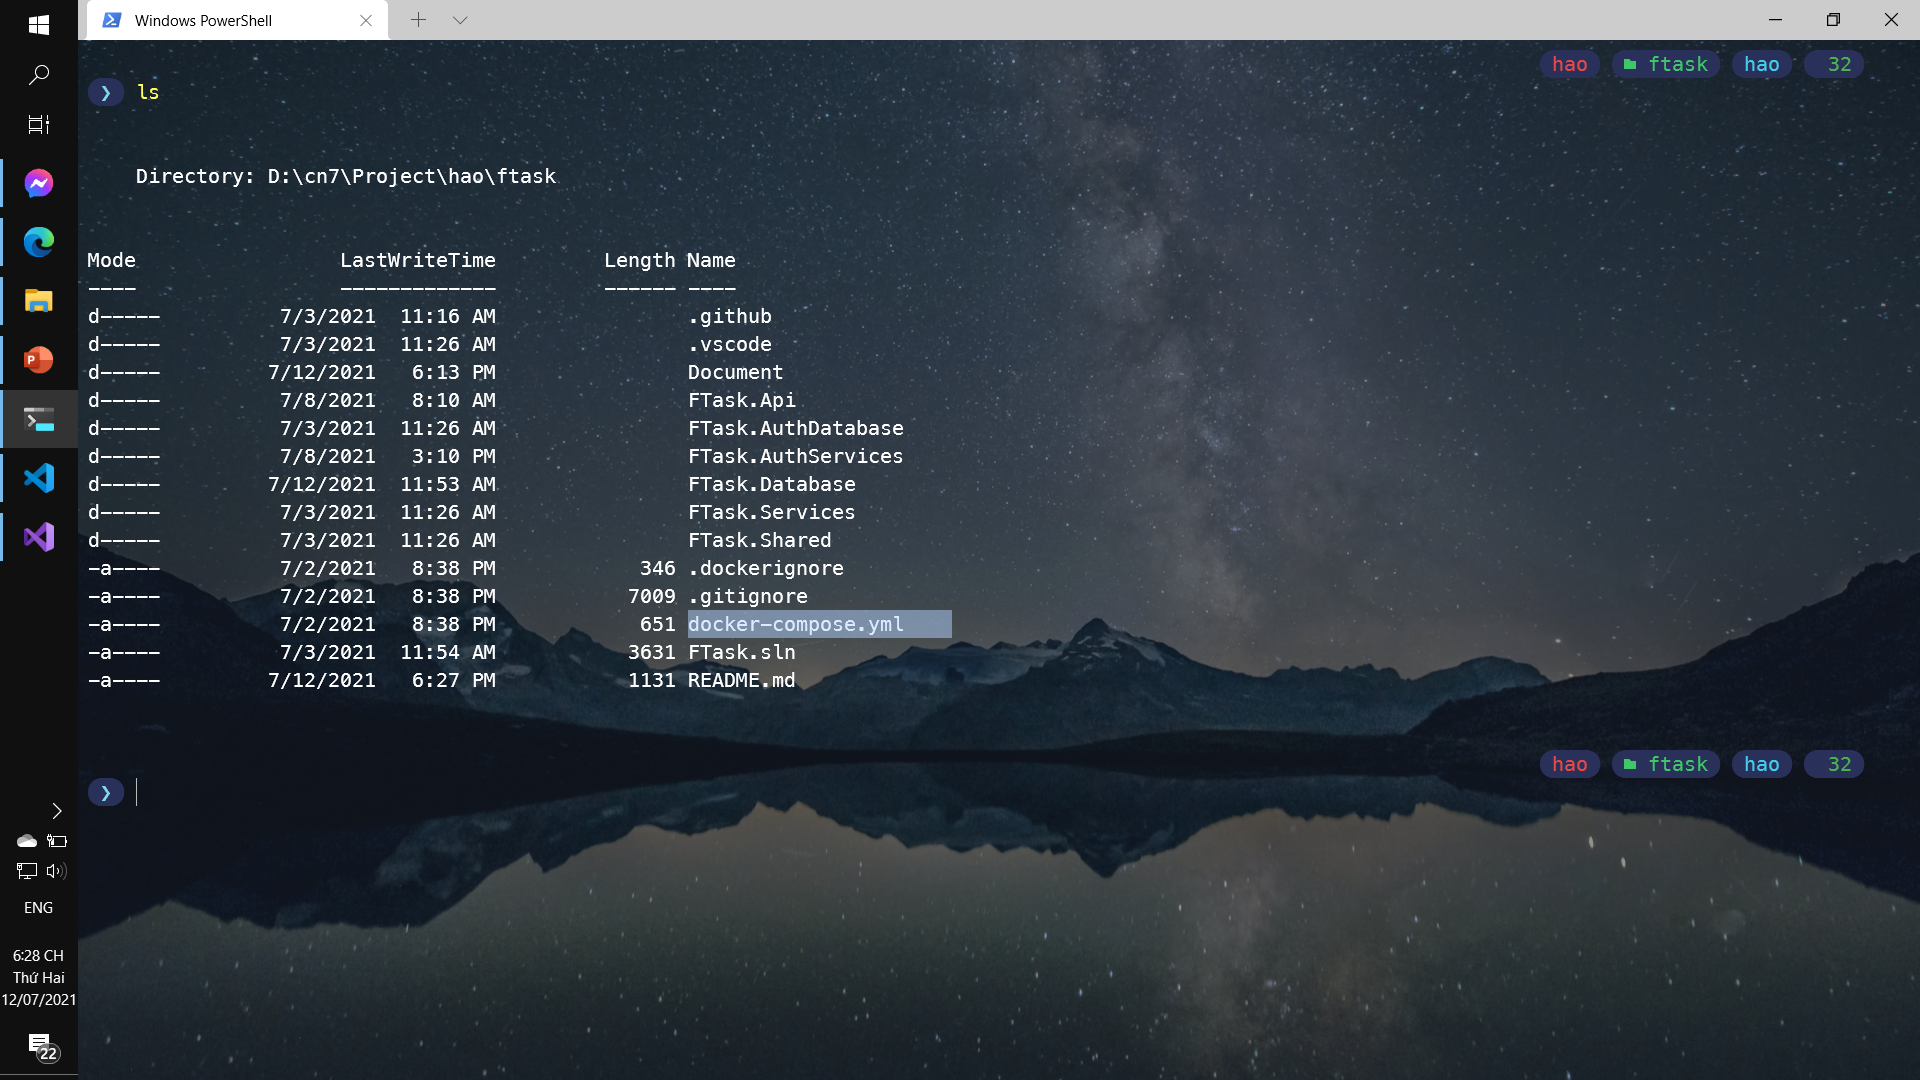 Windows PowerShell
hao ftask hao 32
❯ ls
Directory: D:\cn7\Project\hao\ftask
Mode LastWriteTime Length Name
---- ------------- ------ ----
d----- 7/3/2021 11:16 AM .github
d----- 7/3/2021 11:26 AM .vscode
d----- 7/12/2021 6:13 PM Document
d----- 7/8/2021 8:10 AM FTask.Api
d----- 7/3/2021 11:26 AM FTask.AuthDatabase
d----- 7/8/2021 3:10 PM FTask.AuthServices
d----- 7/12/2021 11:53 AM FTask.Database
d----- 7/3/2021 11:26 AM FTask.Services
d----- 7/3/2021 11:26 AM FTask.Shared
-a---- 7/2/2021 8:38 PM 346 .dockerignore
-a---- 7/2/2021 8:38 PM 7009 .gitignore
-a---- 7/2/2021 8:38 PM 651 docker-compose.yml
-a---- 7/3/2021 11:54 AM 3631 FTask.sln
-a---- 7/12/2021 6:27 PM 1131 README.md
hao ftask hao 32
❯
ENG
6:28 CH
Thứ Hai
12/07/2021
22